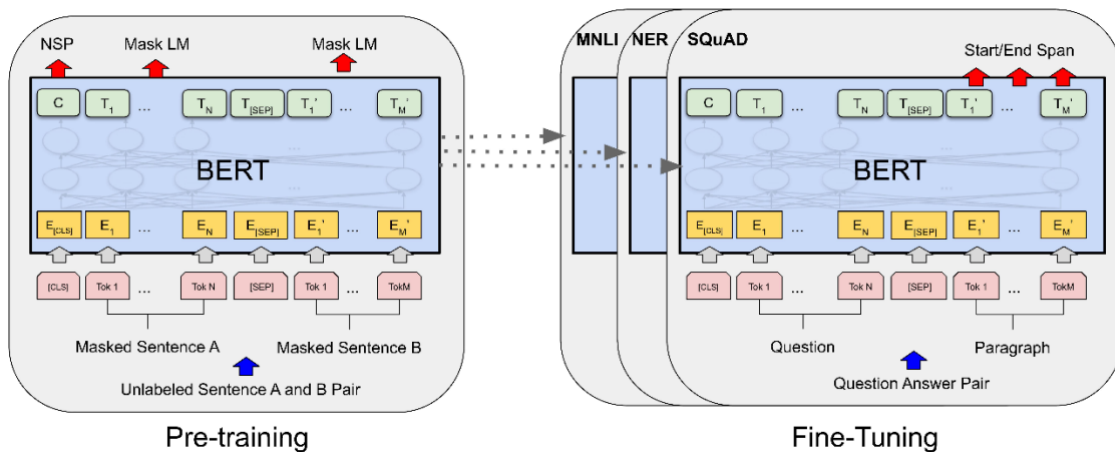 NSP Mask LM Mask LM
C T1 ... TN T[SEP] T1' ... TM'
...
BERT
...
E[CLS] E1 ... EN E[SEP] E1' ... EM'
[CLS] Tok 1 ... Tok N [SEP] Tok 1 ... TokM
Masked Sentence A Masked Sentence B
Unlabeled Sentence A and B Pair
Pre-training
MNLI NER SQuAD
Start/End Span
C T1 ... TN T[SEP] T1' ... TM'
...
BERT
...
E[CLS] E1 ... EN E[SEP] E1' ... EM'
[CLS] Tok 1 ... Tok N [SEP] Tok 1 ... TokM
Question Paragraph
Question Answer Pair
Fine-Tuning